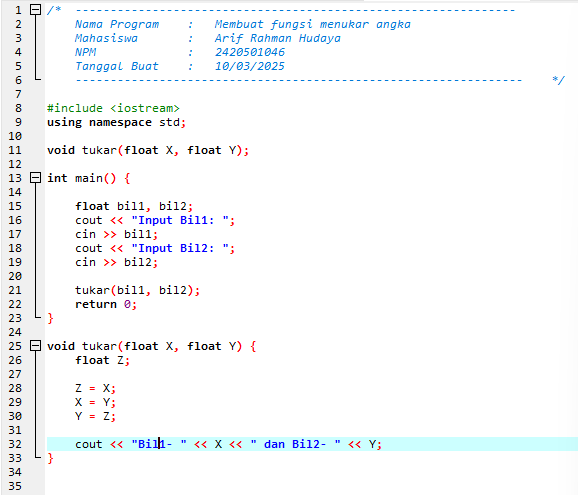 1 /* ---------------------------------------------------------------
2 Nama Program : Membuat fungsi menukar angka
3 Mahasiswa : Arif Rahman Hudaya
4 NPM : 2420501046
5 Tanggal Buat : 10/03/2025
6 ---------------------------------------------------------------- */
7
8 #include <iostream>
9 using namespace std;
10
11 void tukar(float X, float Y);
12
13 int main() {
14
15 float bil1, bil2;
16 cout << "Input Bil1: ";
17 cin >> bil1;
18 cout << "Input Bil2: ";
19 cin >> bil2;
20
21 tukar(bil1, bil2);
22 return 0;
23 }
24
25 void tukar(float X, float Y) {
26 float Z;
27
28 Z = X;
29 X = Y;
30 Y = Z;
31
32 cout << "Bil1- " << X << " dan Bil2- " << Y;
33 }
34
35